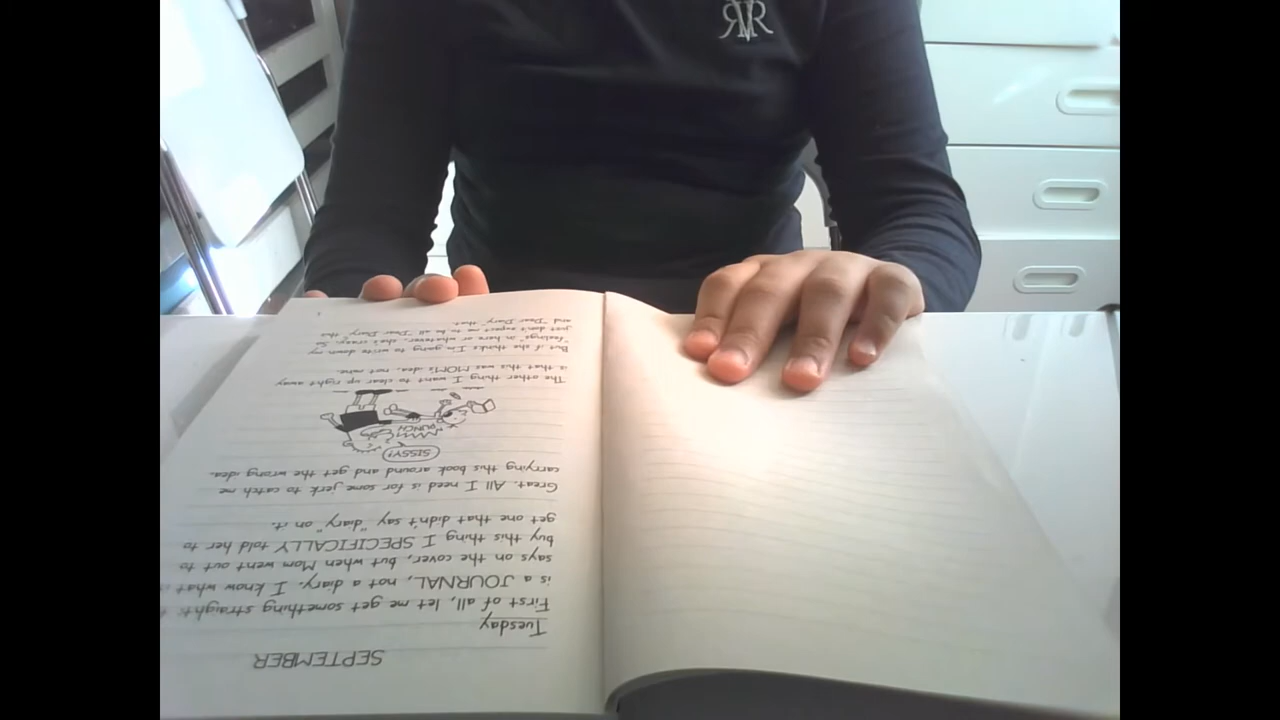 SEPTEMBER
Tuesday
First of all, let me get something straight:
is a JOURNAL, not a diary. I know what
says on the cover, but when Mom went out to
buy this thing I SPECIFICALLY told her to
get one that didn't say "diary" on it.
Great. All I need is for some jerk to catch me
carrying this book around and get the wrong idea.
SISSY!
PUNCH
The other thing I want to clear up right away
is that this was MOM's idea, not mine.
But if she thinks I'm going to write down my
"feelings" in here or whatever, she's crazy. So
just don't expect me to be all "Dear Diary" this
and "Dear Diary" that.
1
RVR